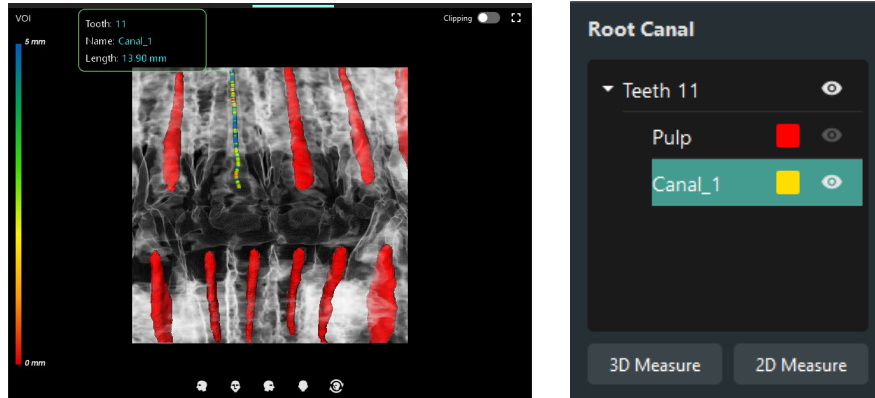 VOI
Tooth: 11
Name: Canal_1
Length: 13.90 mm
Clipping
5 mm
0 mm
Root Canal
Teeth 11
Pulp
Canal_1
3D Measure
2D Measure